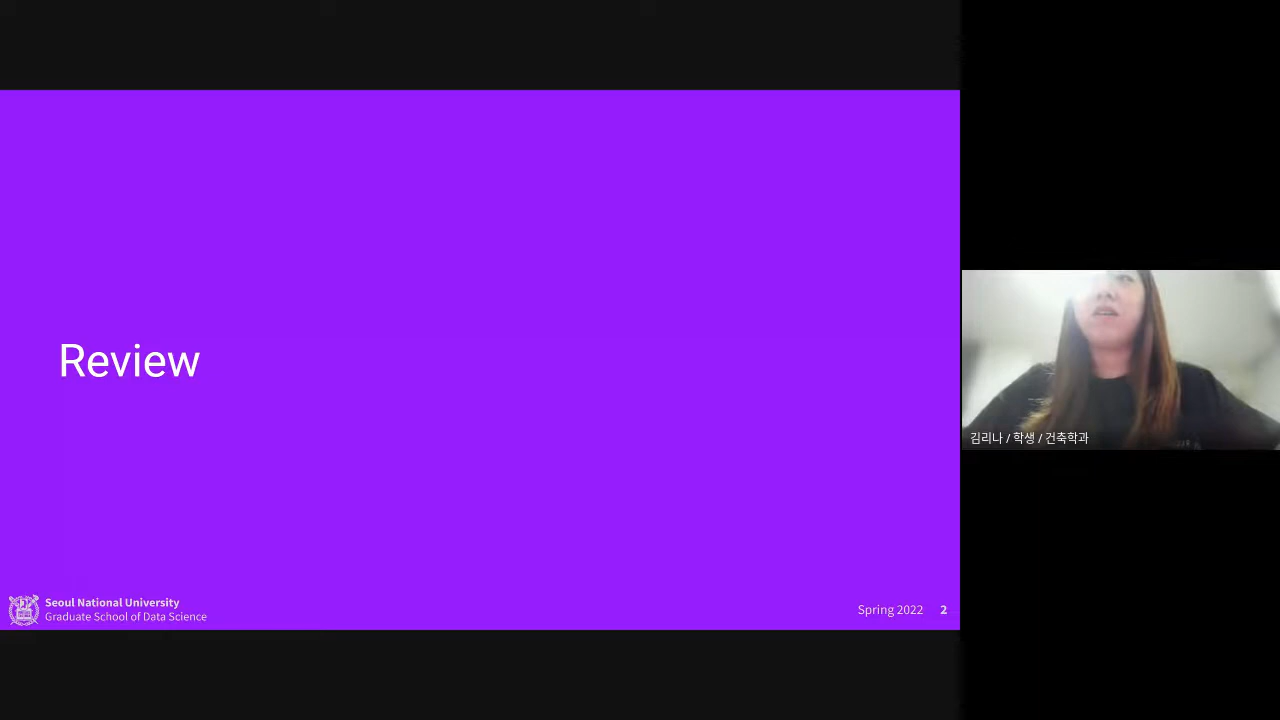 Review
Seoul National University
Graduate School of Data Science
Spring 2022 2
김리나 / 학생 / 건축학과